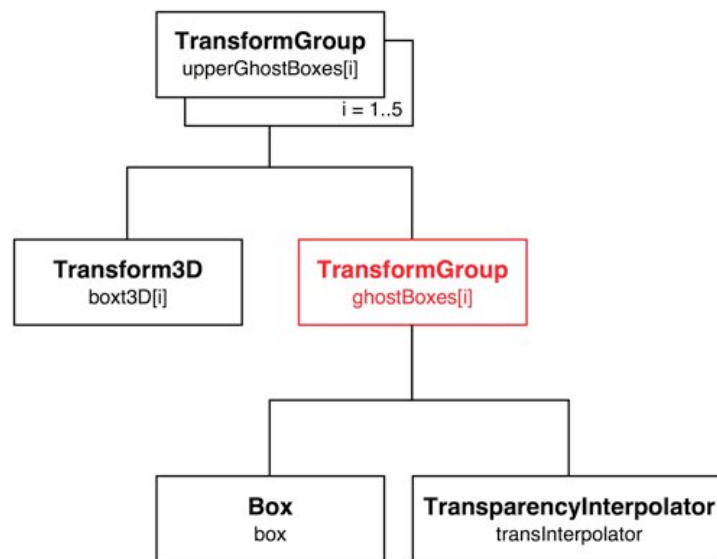 TransformGroup
upperGhostBoxes[i]
i = 1..5
Transform3D
boxt3D[i]
TransformGroup
ghostBoxes[i]
Box
box
TransparencyInterpolator
transInterpolator